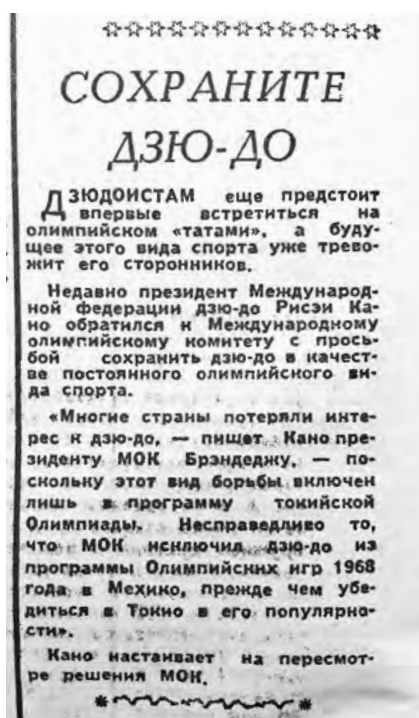 СОХРАНИТЕ
ДЗЮ-ДО
ДЗЮДОИСТАМ еще предстоит
впервые встретиться на
олимпийском «татами», а буду-
щее этого вида спорта уже трево-
жит его сторонников.
Недавно президент Международ-
ной федерации дзю-до Рисэи Ка-
но обратился к Международному
олимпийскому комитету с прось-
бой сохранить дзю-до в качест-
ве постоянного олимпийского ви-
да спорта.
«Многие страны потеряли инте-
рес к дзю-до, — пишет Кано пре-
зиденту МОК Брэндеджу, — по-
скольку этот вид борьбы включен
лишь в программу токийской
Олимпиады. Несправедливо то,
что МОК исключил дзю-до из
программы Олимпийских игр 1968
года в Мехико, прежде чем убе-
диться в Токио в его популярно-
сти».
Кано настаивает на пересмот-
ре решения МОК.